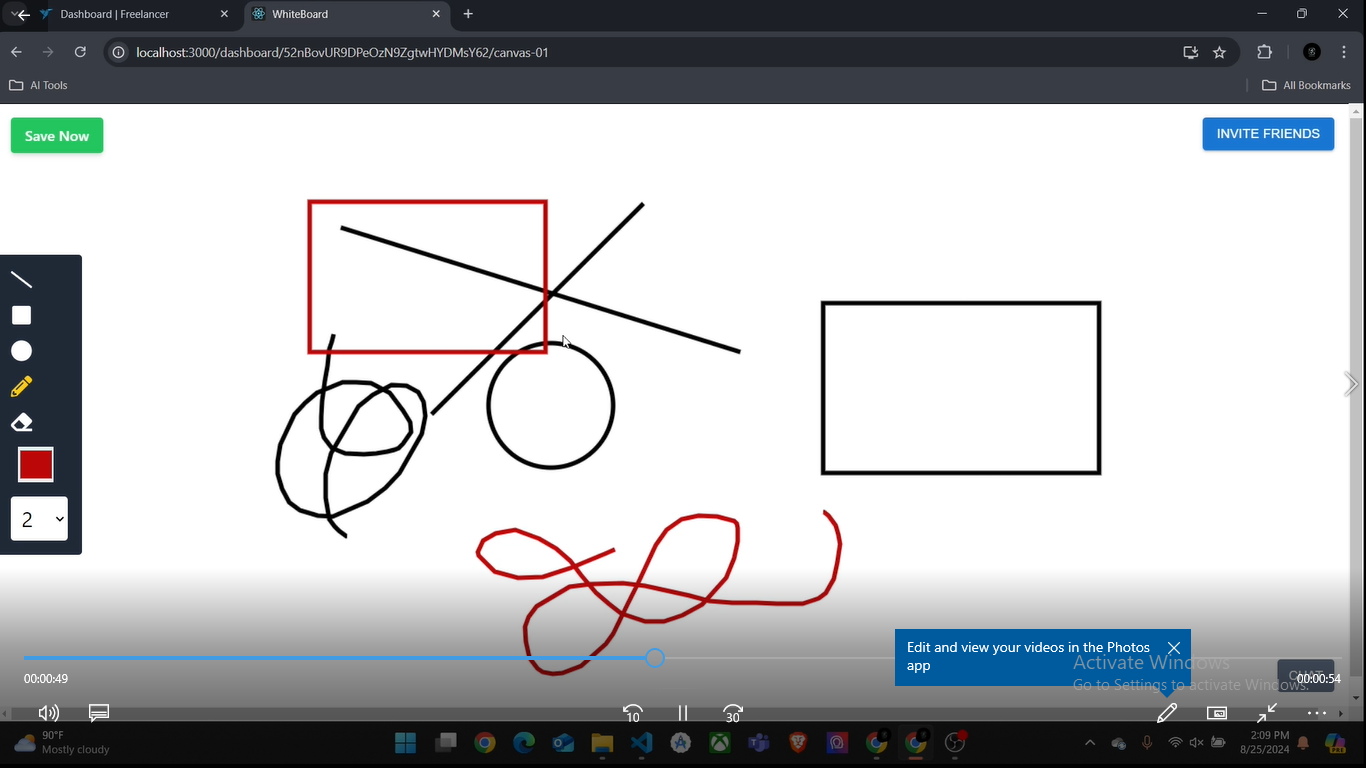 Dashboard | Freelancer
WhiteBoard
localhost:3000/dashboard/52nBovUR9DPeOzN9ZgtwHYDMsY62/canvas-01
AI Tools
All Bookmarks
Save Now
INVITE FRIENDS
2
Edit and view your videos in the Photos
app
Activate Windows
Go to Settings to activate Windows.
CHAT
00:00:49
00:00:54
10
30
90°F
Mostly cloudy
2:09 PM
8/25/2024
PRE